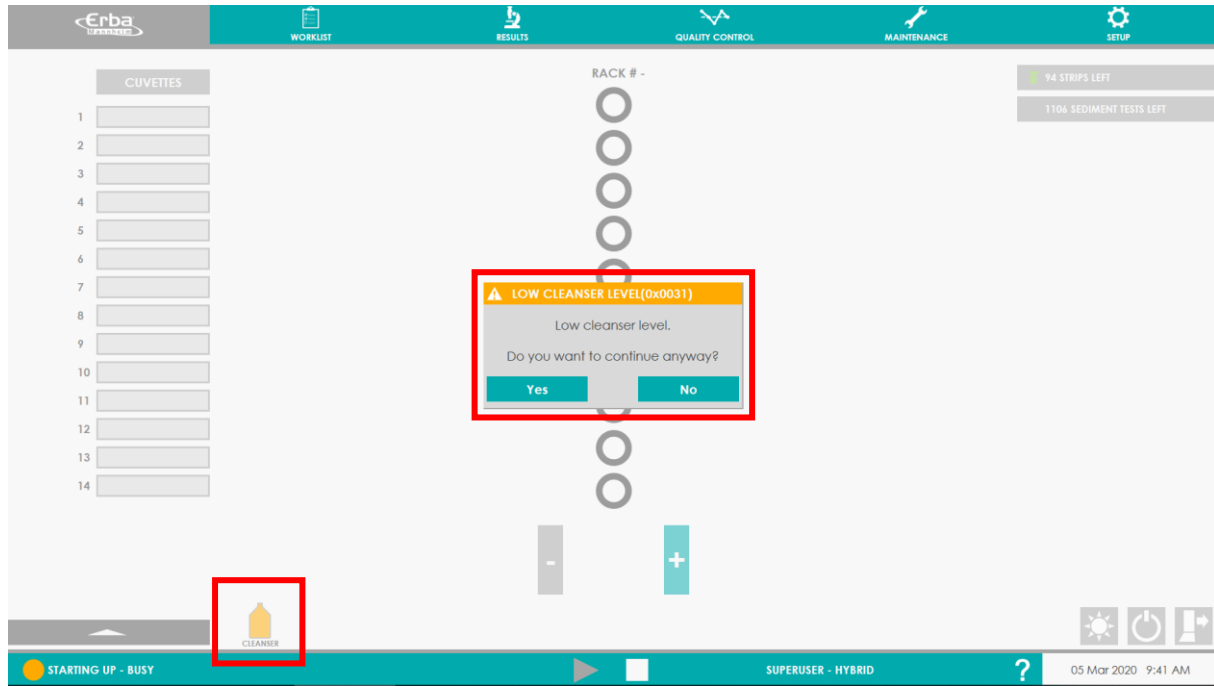 Erba
Mannheim
WORKLIST
RESULTS
QUALITY CONTROL
MAINTENANCE
SETUP
CUVETTES
RACK # -
94 STRIPS LEFT
1106 SEDIMENT TESTS LEFT
1
2
3
4
5
6
7
8
9
10
11
12
13
14
LOW CLEANSER LEVEL(0x0031)
Low cleanser level.
Do you want to continue anyway?
Yes No
- +
CLEANSER
STARTING UP - BUSY
SUPERUSER - HYBRID
?
05 Mar 2020 9:41 AM